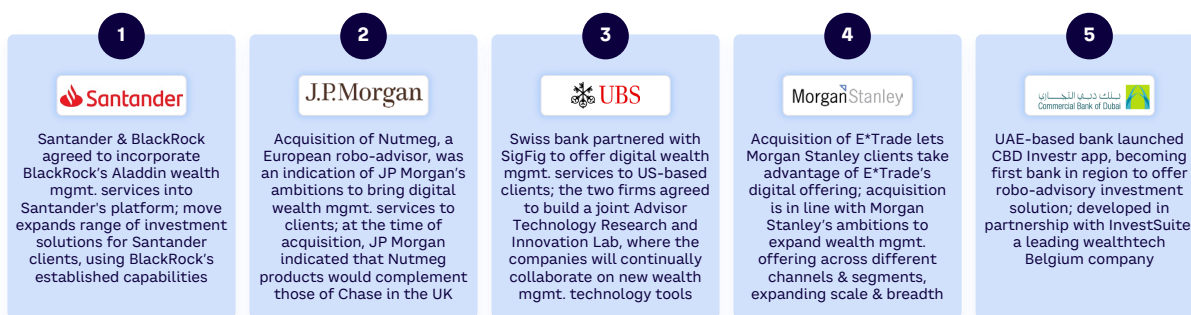 1
Santander
Santander & BlackRock
agreed to incorporate
BlackRock's Aladdin wealth
mgmt. services into
Santander's platform; move
expands range of investment
solutions for Santander
clients, using BlackRock's
established capabilities
2
J.P.Morgan
Acquisition of Nutmeg, a
European robo-advisor, was
an indication of JP Morgan's
ambitions to bring digital
wealth mgmt. services to
clients; at the time of
acquisition, JP Morgan
indicated that Nutmeg
products would complement
those of Chase in the UK
3
UBS
Swiss bank partnered with
SigFig to offer digital wealth
mgmt. services to US-based
clients; the two firms agreed
to build a joint Advisor
Technology Research and
Innovation Lab, where the
companies will continually
collaborate on new wealth
mgmt. technology tools
4
Morgan Stanley
Acquisition of E*Trade lets
Morgan Stanley clients take
advantage of E*Trade's
digital offering; acquisition
is in line with Morgan
Stanley's ambitions to
expand wealth mgmt.
offering across different
channels & segments,
expanding scale & breadth
5
بنك دبي التجاري
Commercial Bank of Dubai
UAE-based bank launched
CBD Investr app, becoming
first bank in region to offer
robo-advisory investment
solution; developed in
partnership with InvestSuite
a leading wealthtech
Belgium company